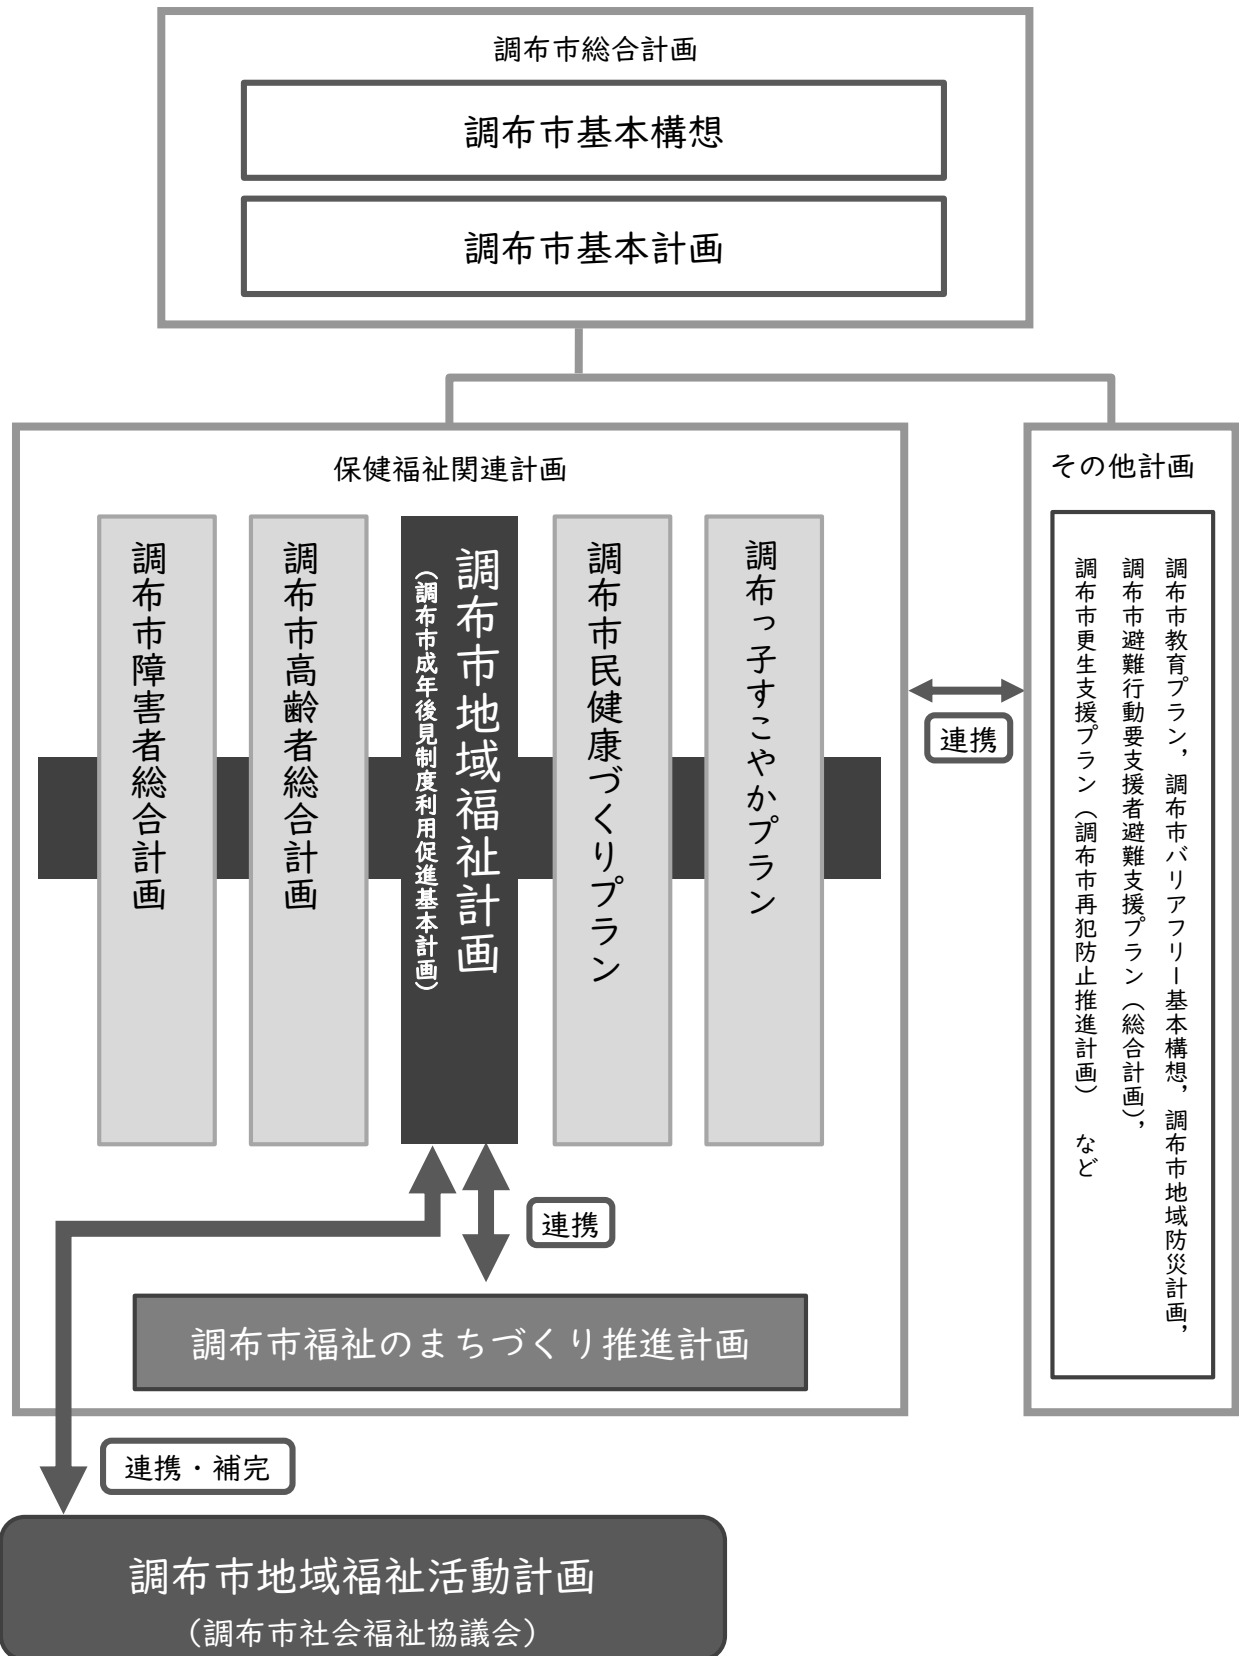 調布市総合計画
調布市基本構想
調布市基本計画
保健福祉関連計画
調布市障害者総合計画
調布市高齢者総合計画
調布市地域福祉計画
（調布市成年後見制度利用促進基本計画）
調布市民健康づくりプラン
調布っ子すこやかプラン
連携
その他計画
調布市教育プラン，調布市バリアフリー基本構想，調布市地域防災計画，
調布市避難行動要支援者避難支援プラン（総合計画），
調布市更生支援プラン（調布市再犯防止推進計画）　など
連携
調布市福祉のまちづくり推進計画
連携・補完
調布市地域福祉活動計画
（調布市社会福祉協議会）